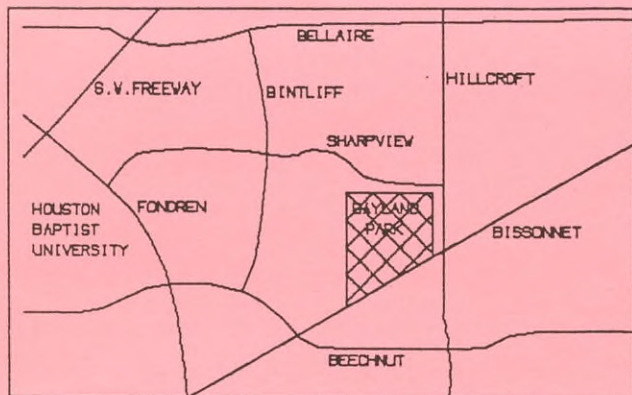 BELLAIRE
S.W.FREEWAY
BINTLIFF
HILLCROFT
SHARPVIEW
HOUSTON
BAPTIST
UNIVERSITY
FONDREN
BAYLAND
PARK
BISSONNET
BEECHNUT